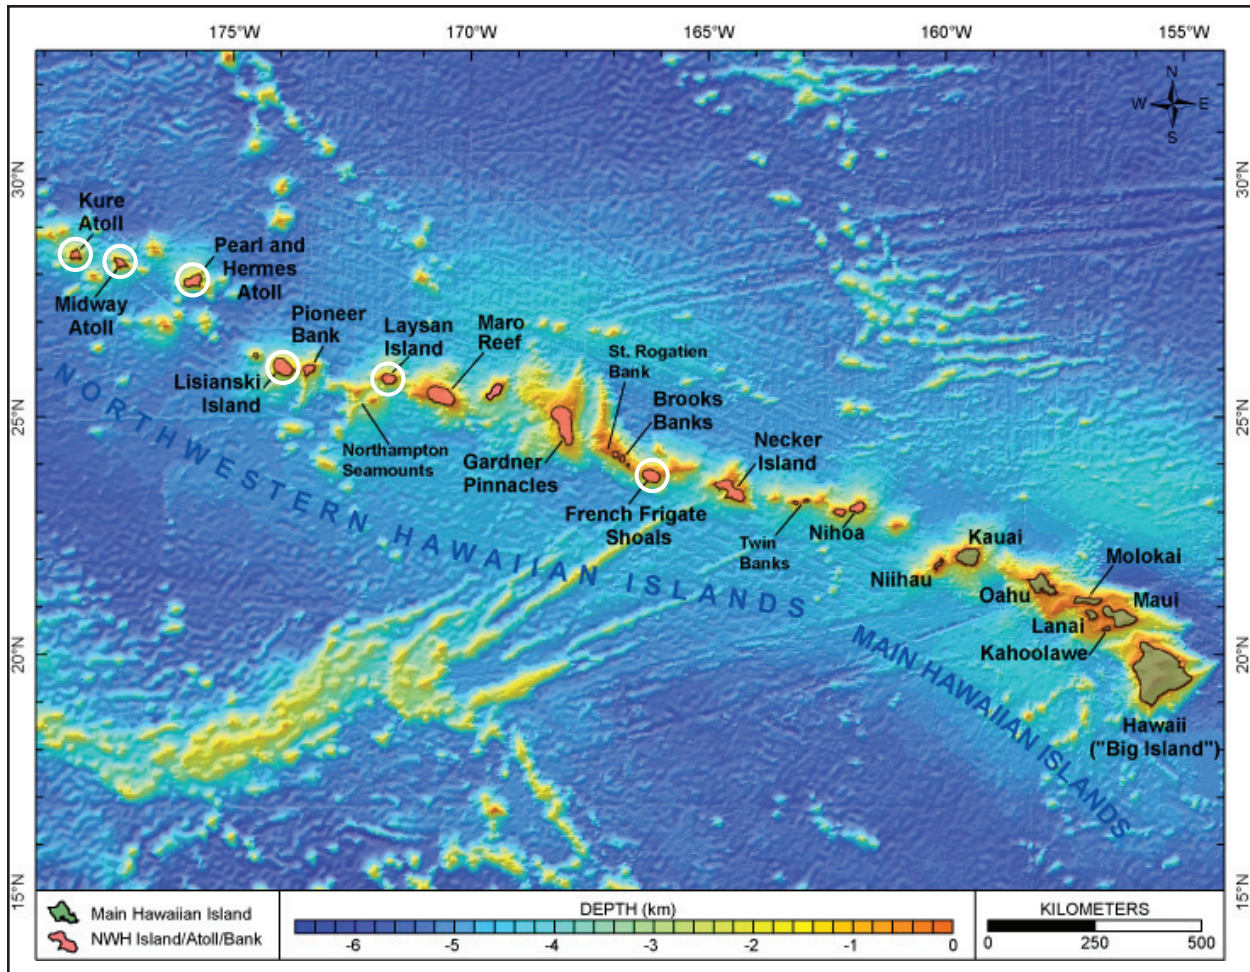 175°W
170°W
165°W
160°W
155°W
N
W
E
S
30°N
30°N
Kure
Atoll
Pearl and
Hermes
Atoll
Midway
Atoll
Pioneer
Bank
Laysan
Island
Maro
Reef
St. Rogatien
Bank
Brooks
Banks
Lisianski
Island
25°N
25°N
Northampton
Seamounts
Gardner
Pinnacles
Necker
Island
French Frigate
Shoals
Twin
Banks
Nihoa
NORTHWESTERN HAWAIIAN ISLANDS
Kauai
Molokai
Niihau
Oahu
Maui
Lanai
Kahoolawe
20°N
20°N
MAIN HAWAIIAN ISLANDS
Hawaii
("Big Island")
15°N
15°N
Main Hawaiian Island
NWH Island/Atoll/Bank
DEPTH (km)
-6
-5
-4
-3
-2
-1
0
KILOMETERS
0
250
500